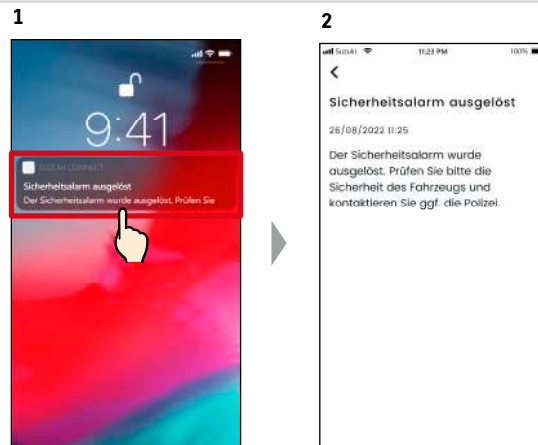 1
2
9:41
SUZUKI CONNECT
Sicherheitsalarm ausgelöst
Der Sicherheitsalarm wurde ausgelöst. Prüfen Sie
Suzuki 11:23 PM 100%
Sicherheitsalarm ausgelöst
26/08/2022 11:25
Der Sicherheitsalarm wurde
ausgelöst. Prüfen Sie bitte die
Sicherheit des Fahrzeugs und
kontaktieren Sie ggf. die Polizei.